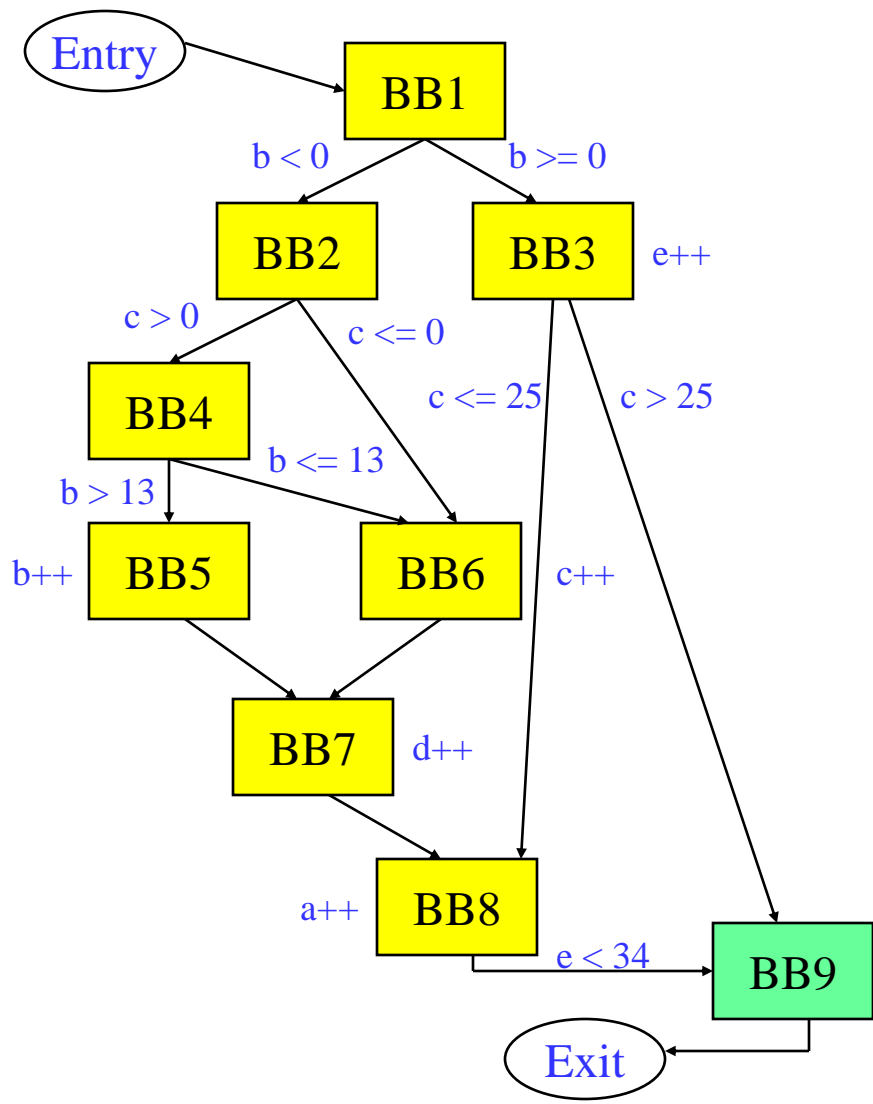 Entry
BB1
b < 0
b >= 0
BB2
BB3
e++
c > 0
c <= 0
c <= 25
c > 25
BB4
b <= 13
b > 13
b++
BB5
BB6
c++
BB7
d++
a++
BB8
e < 34
BB9
Exit